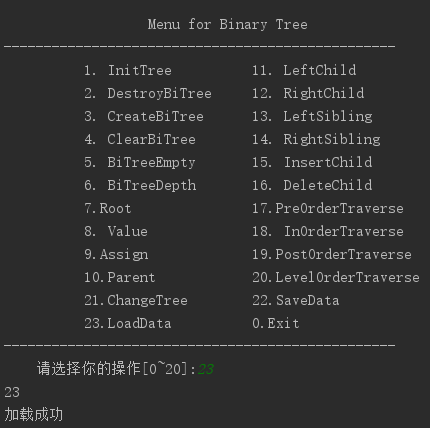 Menu for Binary Tree
-------------------------------------------------
1. InitTree 11. LeftChild
2. DestroyBiTree 12. RightChild
3. CreateBiTree 13. LeftSibling
4. ClearBiTree 14. RightSibling
5. BiTreeEmpty 15. InsertChild
6. BiTreeDepth 16. DeleteChild
7.Root 17.PreOrderTraverse
8. Value 18. InOrderTraverse
9.Assign 19.PostOrderTraverse
10.Parent 20.LevelOrderTraverse
21.ChangeTree 22.SaveData
23.LoadData 0.Exit
-------------------------------------------------
请选择你的操作[0~20]:23
23
加载成功